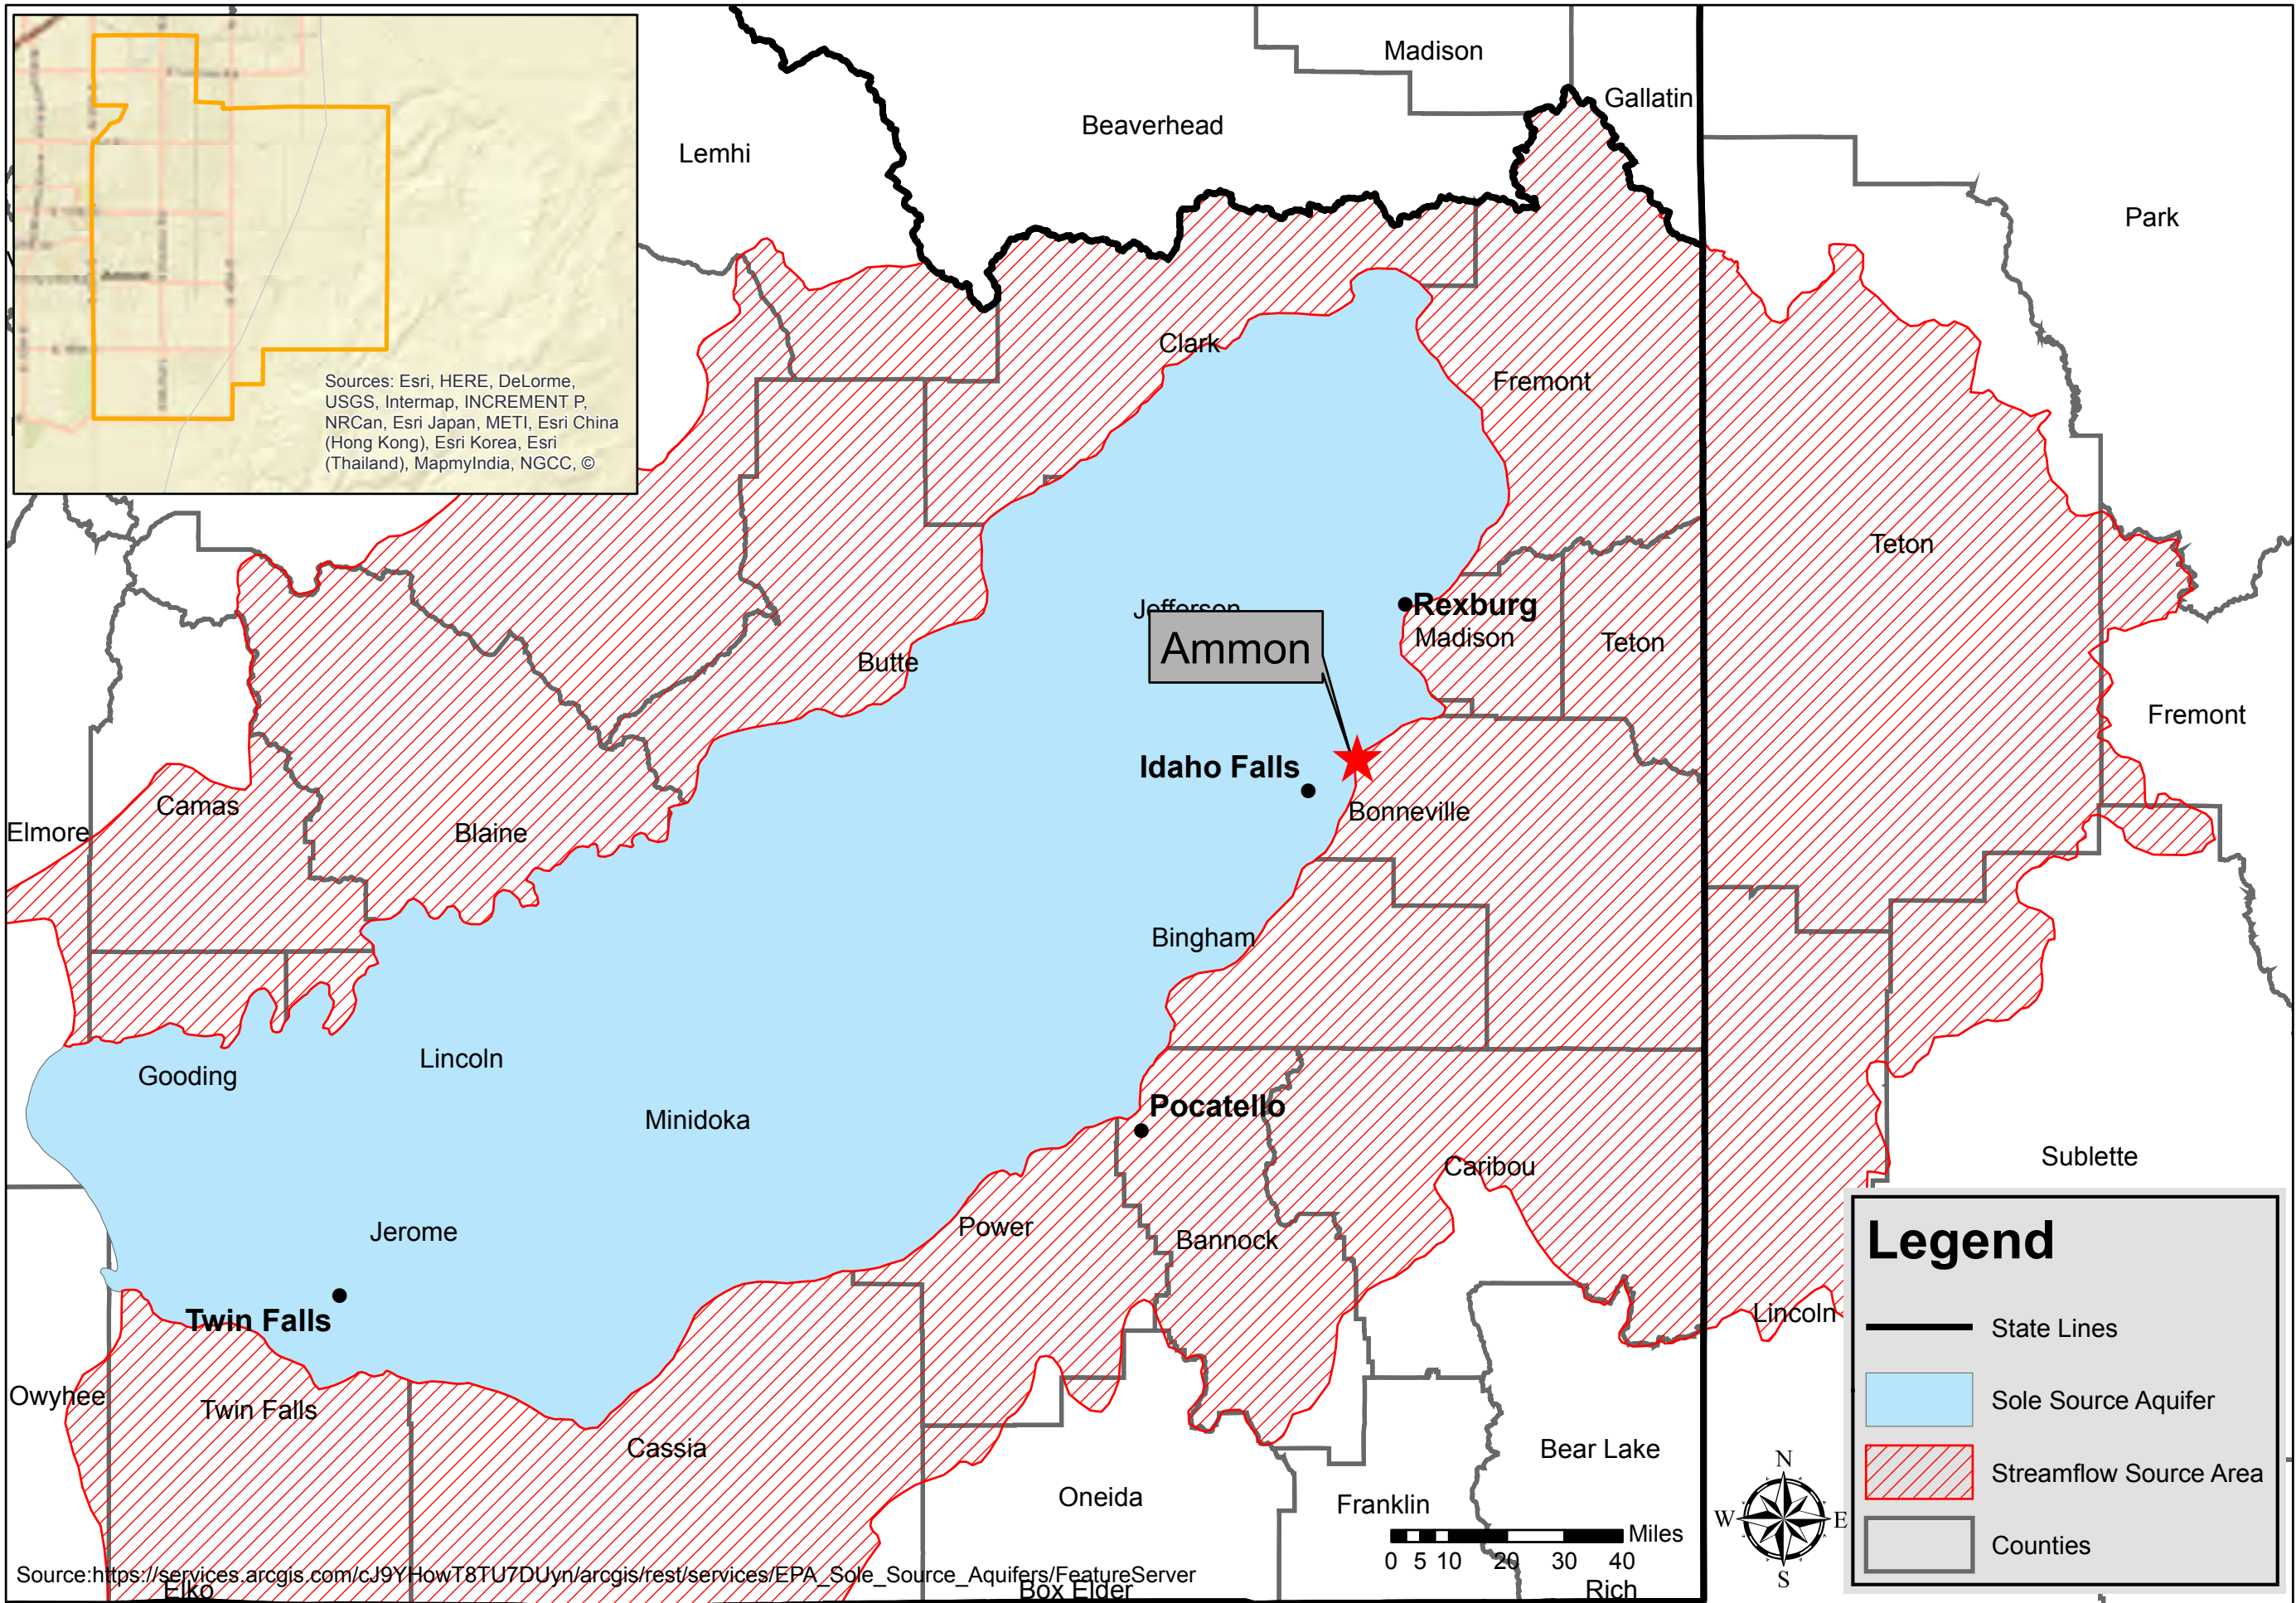 Madison
Gallatin
Beaverhead
Lemhi
Park
Sources: Esri, HERE, DeLorme,
USGS, Intermap, INCREMENT P,
NRCan, Esri Japan, METI, Esri China
(Hong Kong), Esri Korea, Esri
(Thailand), MapmyIndia, NGCC, ©
Clark
Fremont
Teton
Jefferson
Rexburg
Madison
Teton
Ammon
Butte
Fremont
Idaho Falls
Bonneville
Camas
Elmore
Blaine
Bingham
Gooding
Lincoln
Minidoka
Pocatello
Caribou
Sublette
Jerome
Power
Bannock
Twin Falls
Lincoln
Owyhee
Twin Falls
Cassia
Oneida
Bear Lake
Franklin
Legend
State Lines
Sole Source Aquifer
Streamflow Source Area
Counties
N
W
E
S
Miles
0 5 10 20 30 40
Source:https://services.arcgis.com/cJ9YHowT8TU7DUyn/arcgis/rest/services/EPA_Sole_Source_Aquifers/FeatureServer
Elko
Box Elder
Rich